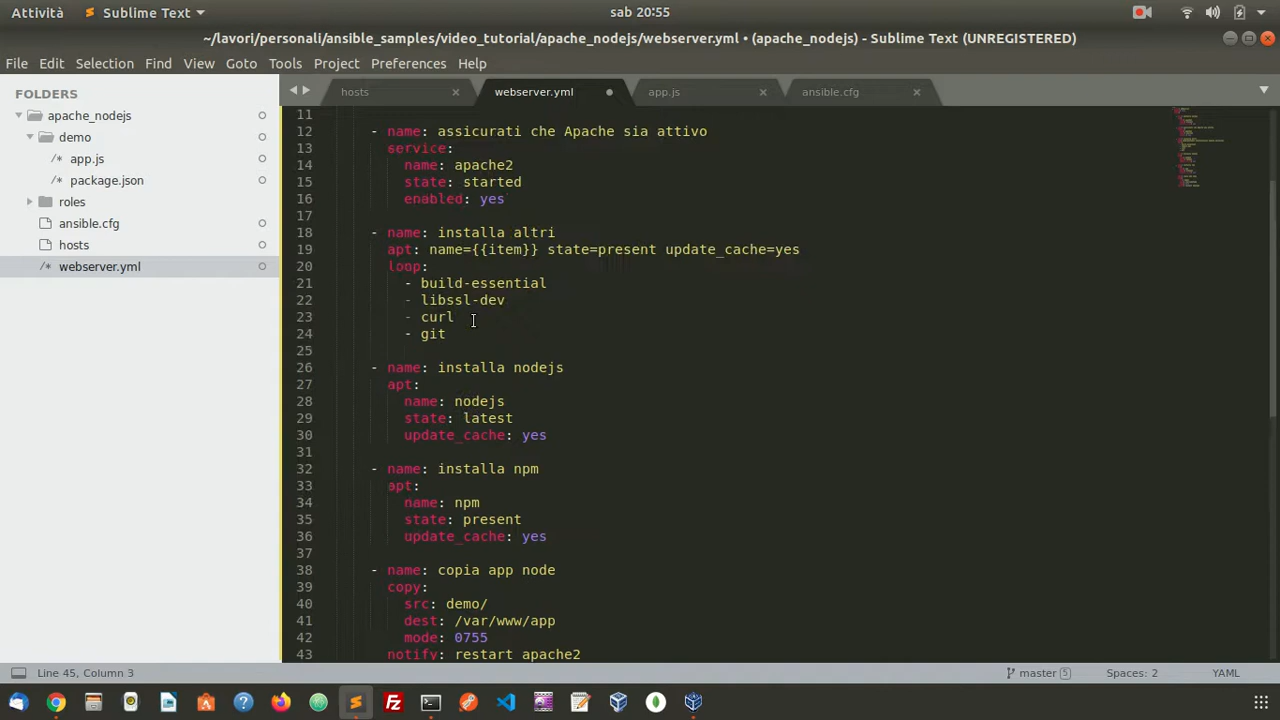 Attività
Sublime Text
sab 20:55
~/lavori/personali/ansible_samples/video_tutorial/apache_nodejs/webserver.yml • (apache_nodejs) - Sublime Text (UNREGISTERED)
File Edit Selection View Goto Tools Project Preferences Help
FOLDERS
apache_nodejs
demo
/* app.js
/* package.json
roles
ansible.cfg
hosts
/* webserver.yml
hosts
webserver.yml
app.js
ansible.cfg
11
12 - name: assicurati che Apache sia attivo
13 service:
14 name: apache2
15 state: started
16 enabled: yes
17
18 - name: installa altri
19 apt: name={{item}} state=present update_cache=yes
20 loop:
21 - build-essential
22 - libssl-dev
23 - curl
24 - git
25
26 - name: installa nodejs
27 apt:
28 name: nodejs
29 state: latest
30 update_cache: yes
31
32 - name: installa npm
33 apt:
34 name: npm
35 state: present
36 update_cache: yes
37
38 - name: copia app node
39 copy:
40 src: demo/
41 dest: /var/www/app
42 mode: 0755
43 notify: restart apache2
Line 45, Column 3
master 5
Spaces: 2
YAML